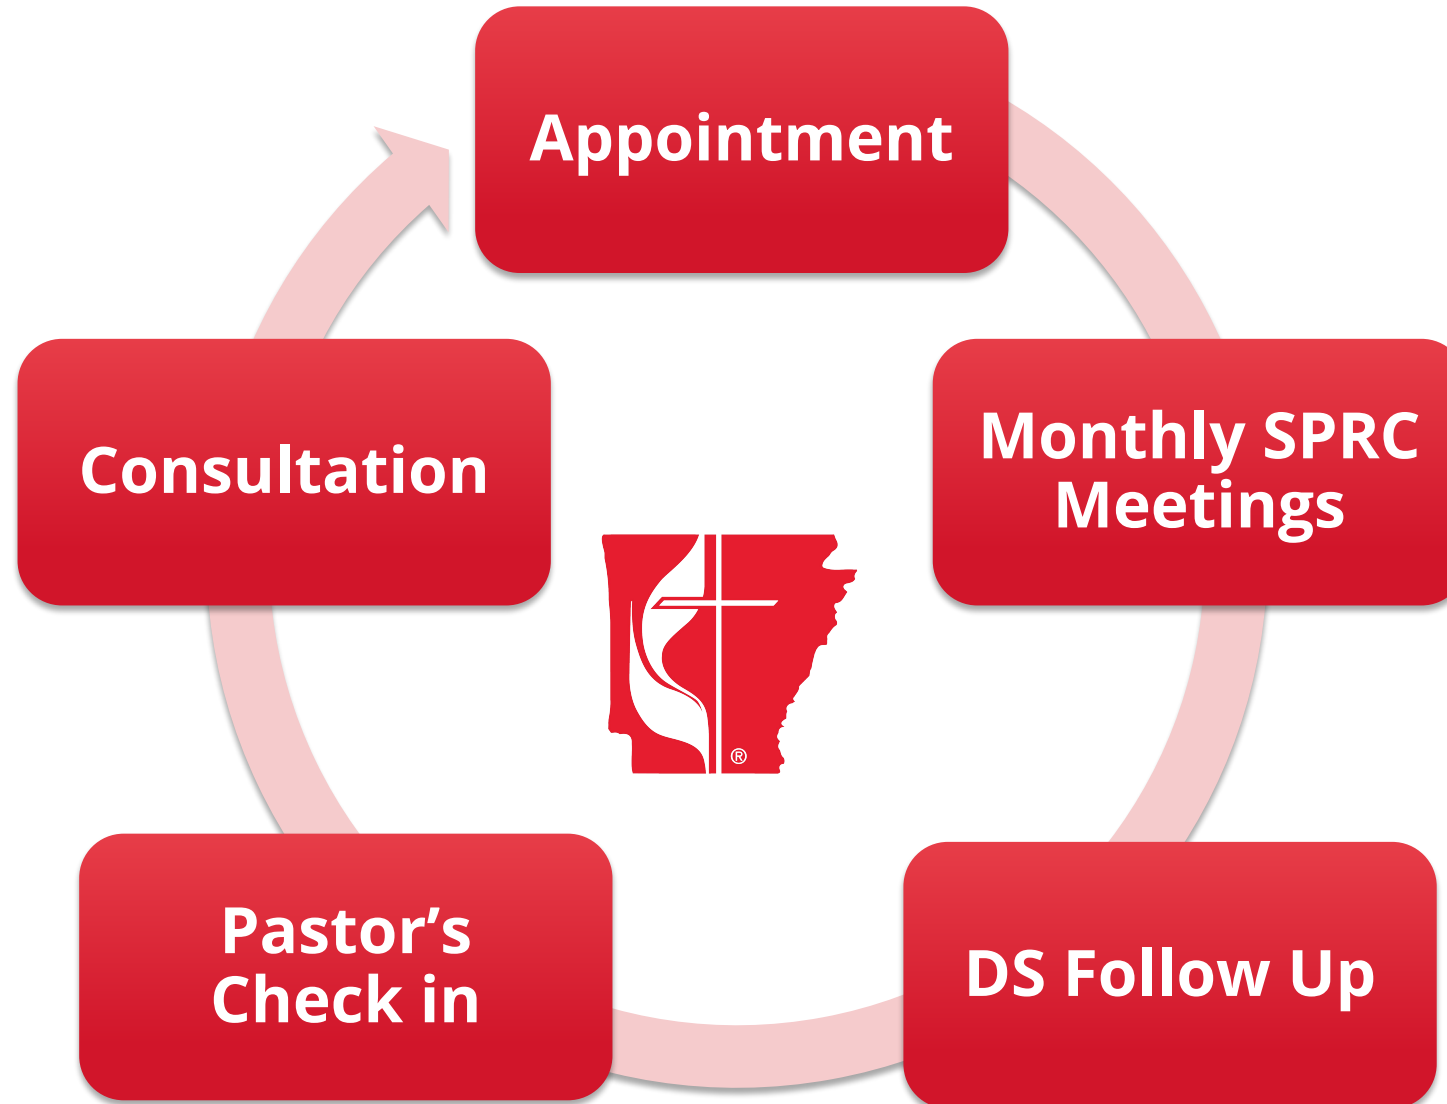 Appointment
Monthly SPRC
Meetings
DS Follow Up
Pastor’s
Check in
Consultation
®